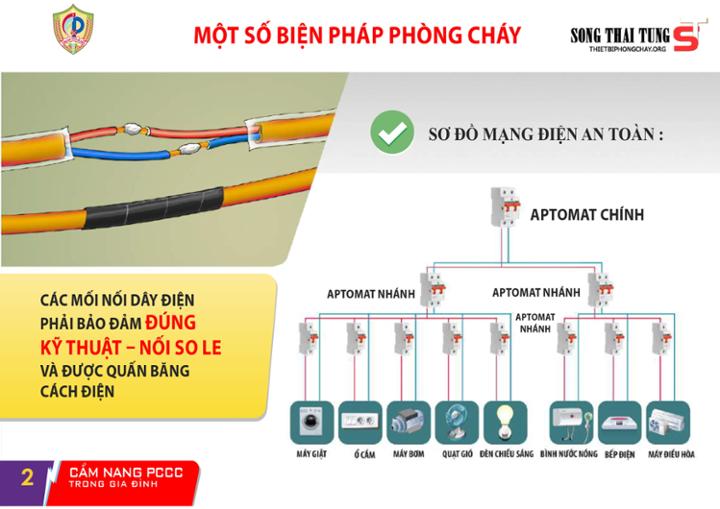 MỘT SỐ BIỆN PHÁP PHÒNG CHÁY
SONG THAI TUNG
THIETBIPHONGCHAY.ORG
SƠ ĐỒ MẠNG ĐIỆN AN TOÀN :
APTOMAT CHÍNH
APTOMAT NHÁNH
APTOMAT NHÁNH
APTOMAT
NHÁNH
CÁC MỐI NỐI DÂY ĐIỆN
PHẢI BẢO ĐẢM ĐÚNG
KỸ THUẬT – NỐI SO LE
VÀ ĐƯỢC QUẤN BĂNG
CÁCH ĐIỆN
MÁY GIẶT
Ổ CẮM
MÁY BƠM
QUẠT GIÓ
ĐÈN CHIẾU SÁNG
BÌNH NƯỚC NÓNG
BẾP ĐIỆN
MÁY ĐIỀU HÒA
2
CẨM NANG PCCC
TRONG GIA ĐÌNH